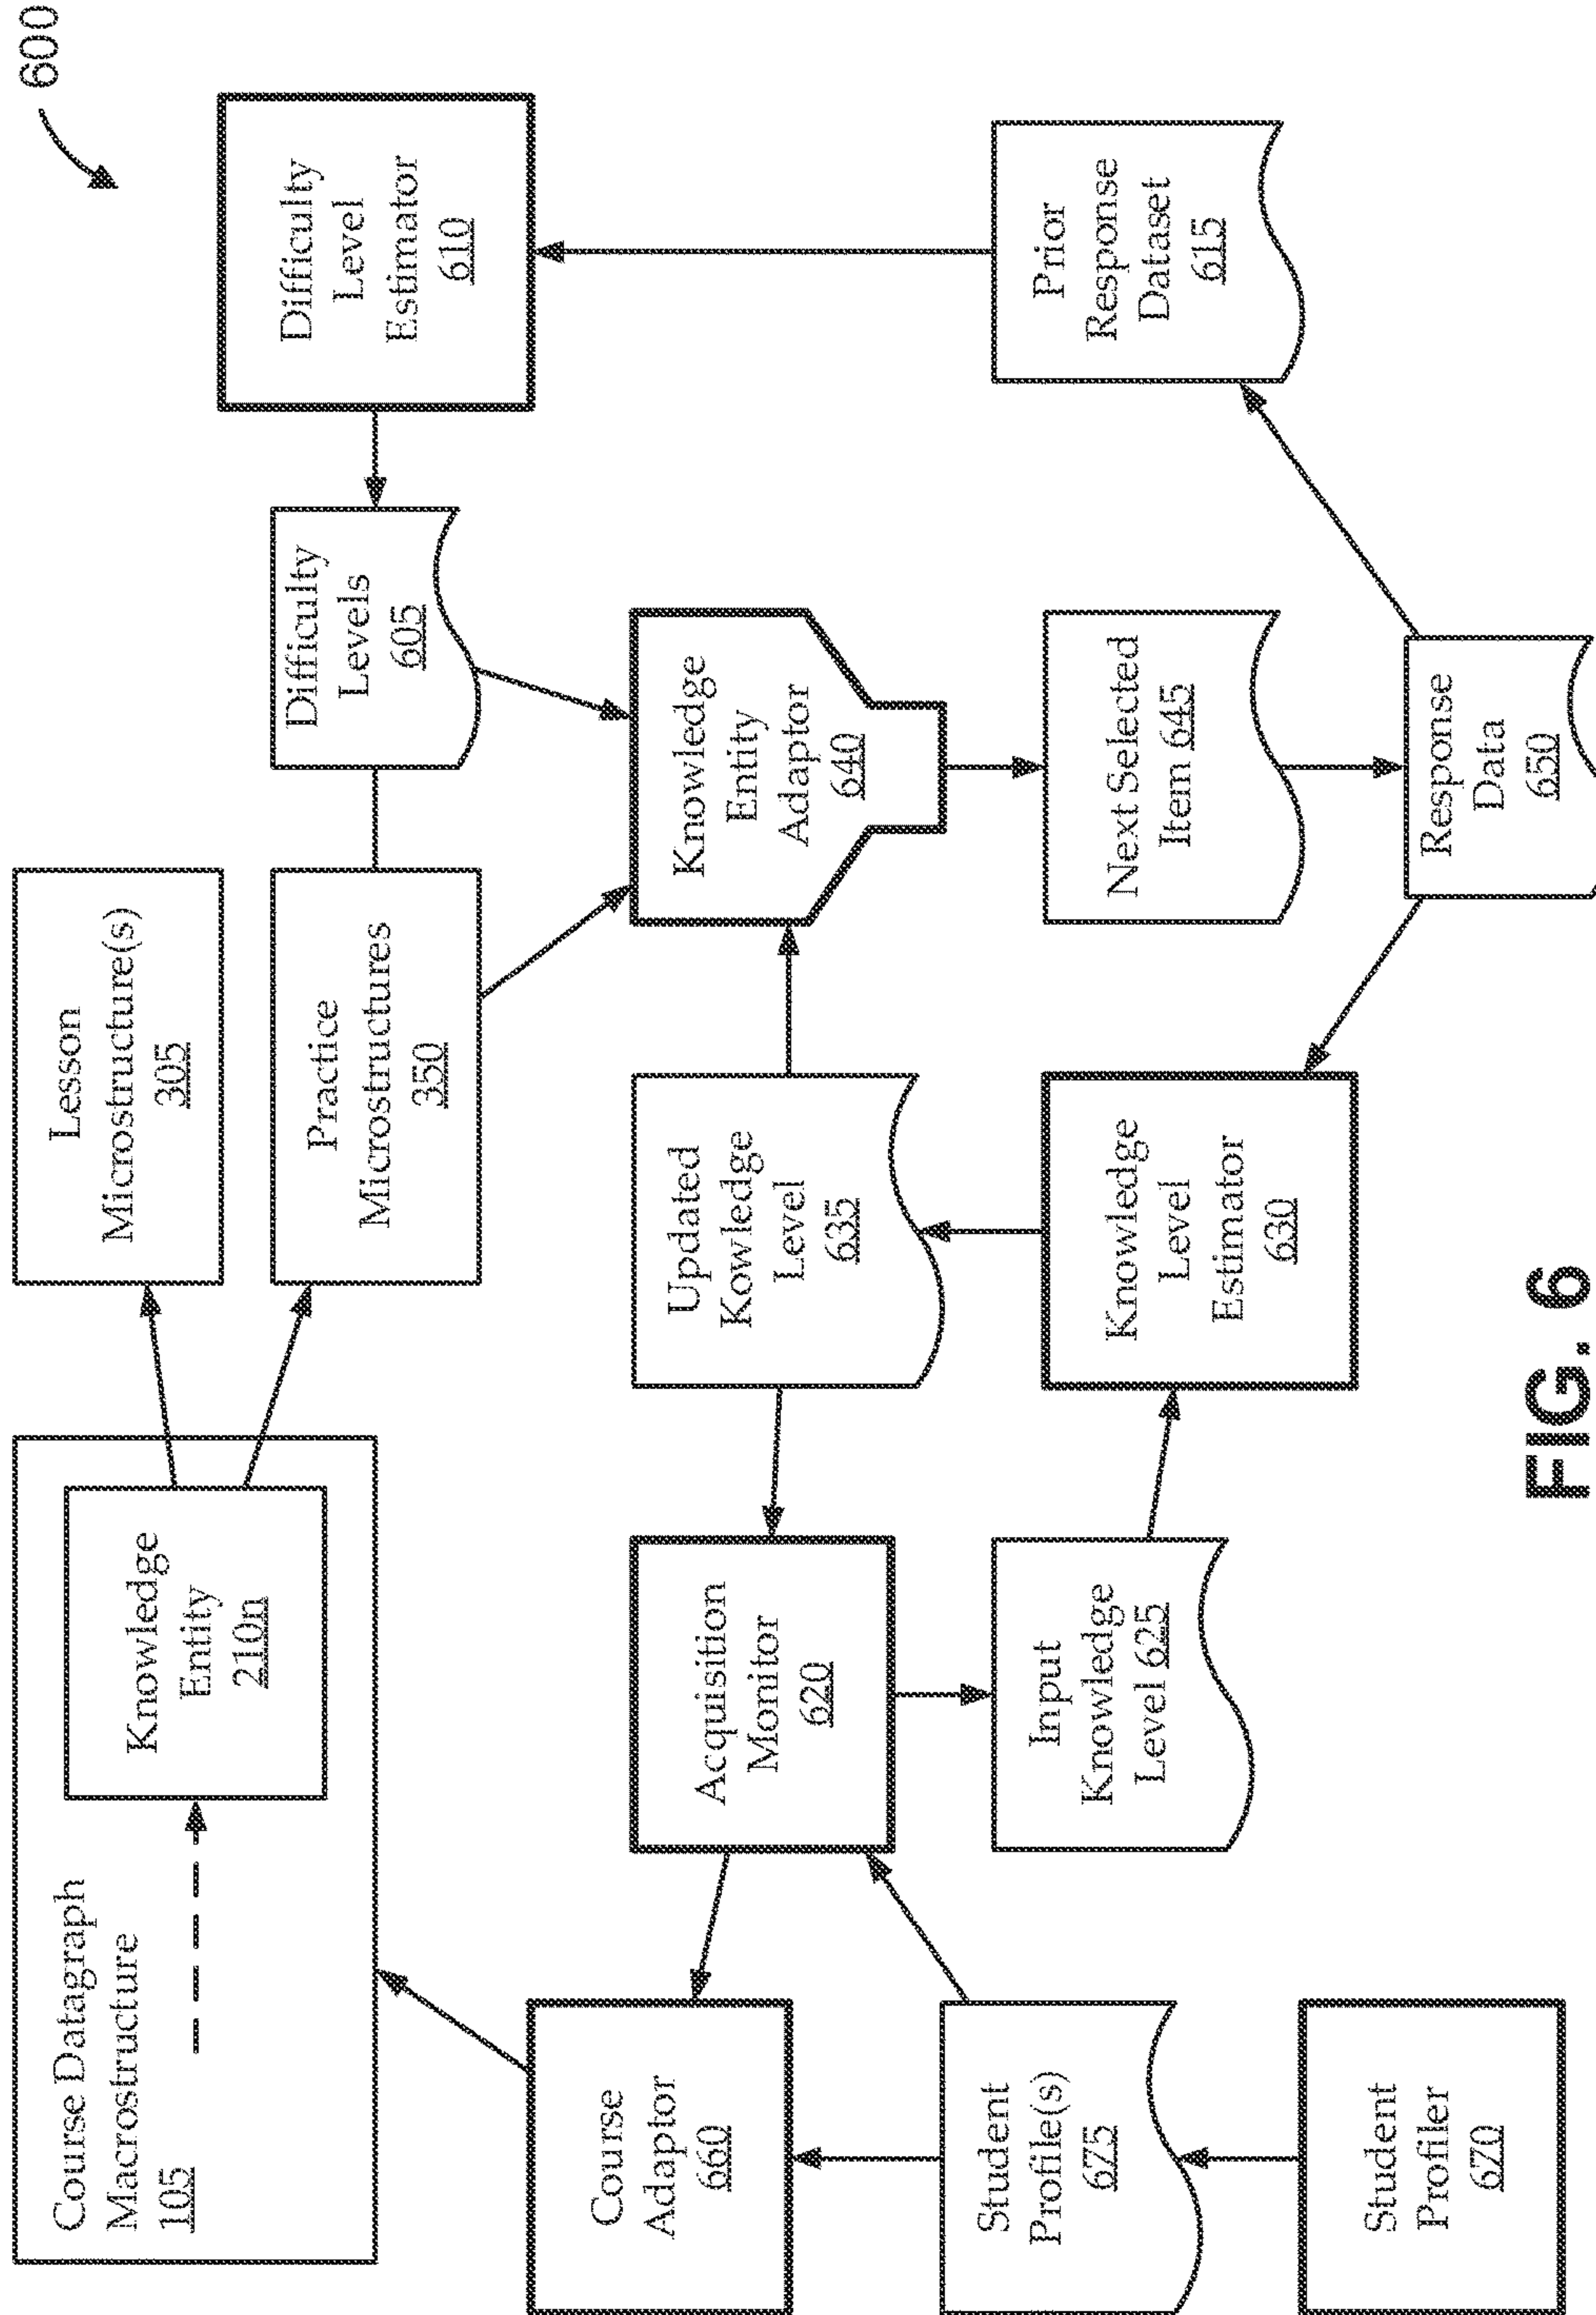 600
Course Datagraph
Macrostructure
105
Knowledge
Entity
210n
Lesson
Microstructure(s)
305
Practice
Microstructures
350
Difficulty
Levels
605
Difficulty
Level
Estimator
610
Course
Adaptor
660
Acquisition
Monitor
620
Updated
Kowledge
Level
635
Knowledge
Entity
Adaptor
640
Student
Profile(s)
675
Input
Knowledge
Level 625
Knowledge
Level
Estimator
630
Next Selected
Item 645
Prior
Response
Dataset
615
Student
Profiler
670
Response
Data
650
FIG. 6